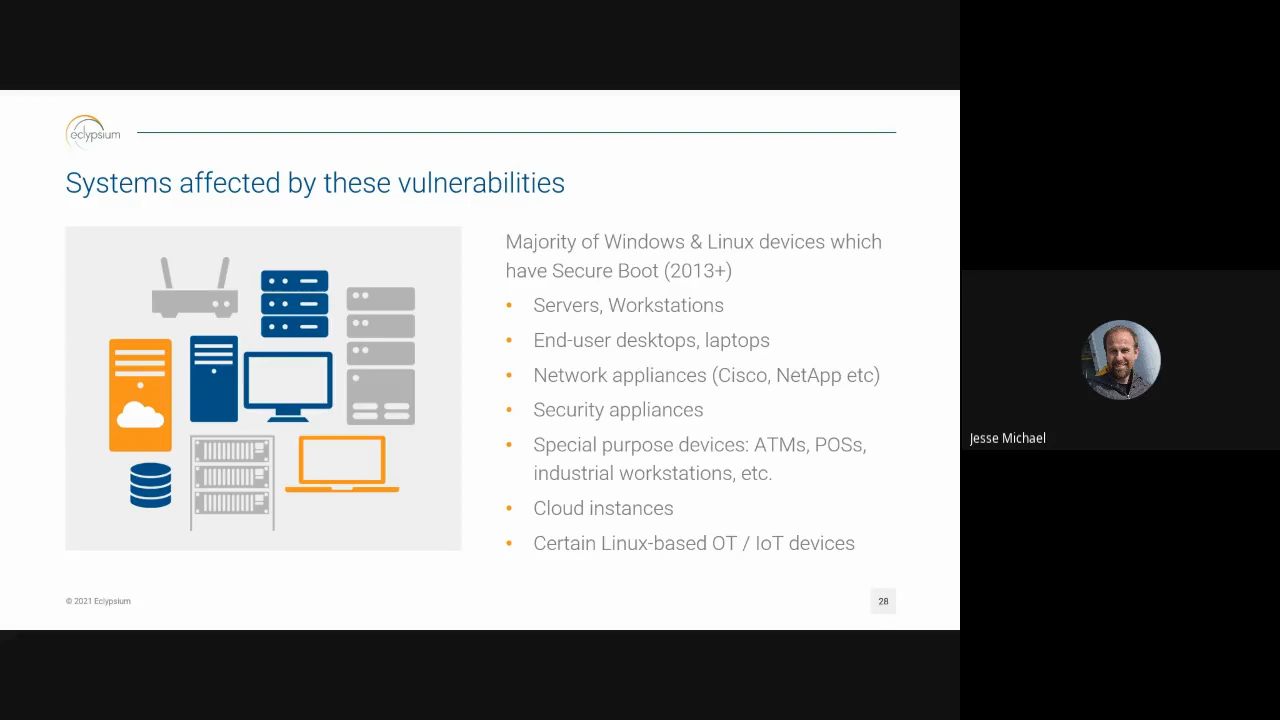 eclypsium
Systems affected by these vulnerabilities
Majority of Windows & Linux devices which
have Secure Boot (2013+)
• Servers, Workstations
• End-user desktops, laptops
• Network appliances (Cisco, NetApp etc)
• Security appliances
• Special purpose devices: ATMs, POSs,
industrial workstations, etc.
• Cloud instances
• Certain Linux-based OT / IoT devices
© 2021 Eclypsium
28
Jesse Michael